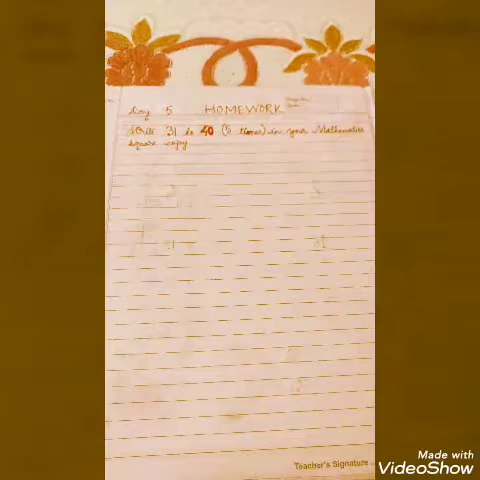 Day 5 HOMEWORK
Write 31 to 40 (5 times) in your Mathematics
square copy
Teacher's Signature
Made with
VideoShow